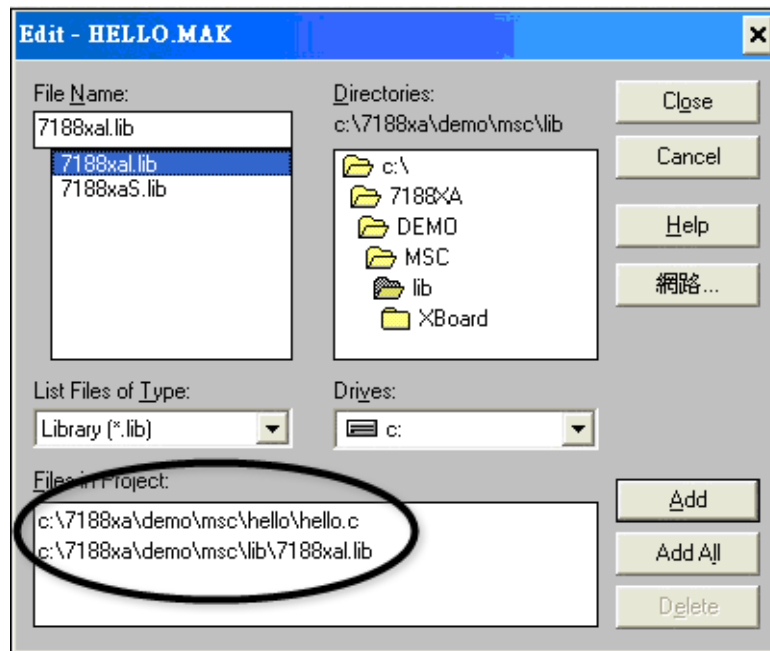 Edit - HELLO.MAK
File Name:
7188xal.lib
7188xal.lib
7188xaS.lib
Directories:
c:\7188xa\demo\msc\lib
c:\
7188XA
DEMO
MSC
lib
XBoard
Close
Cancel
Help
網路...
List Files of Type:
Library (*.lib)
Drives:
c:
Files in Project:
c:\7188xa\demo\msc\hello\hello.c
c:\7188xa\demo\msc\lib\7188xal.lib
Add
Add All
Delete